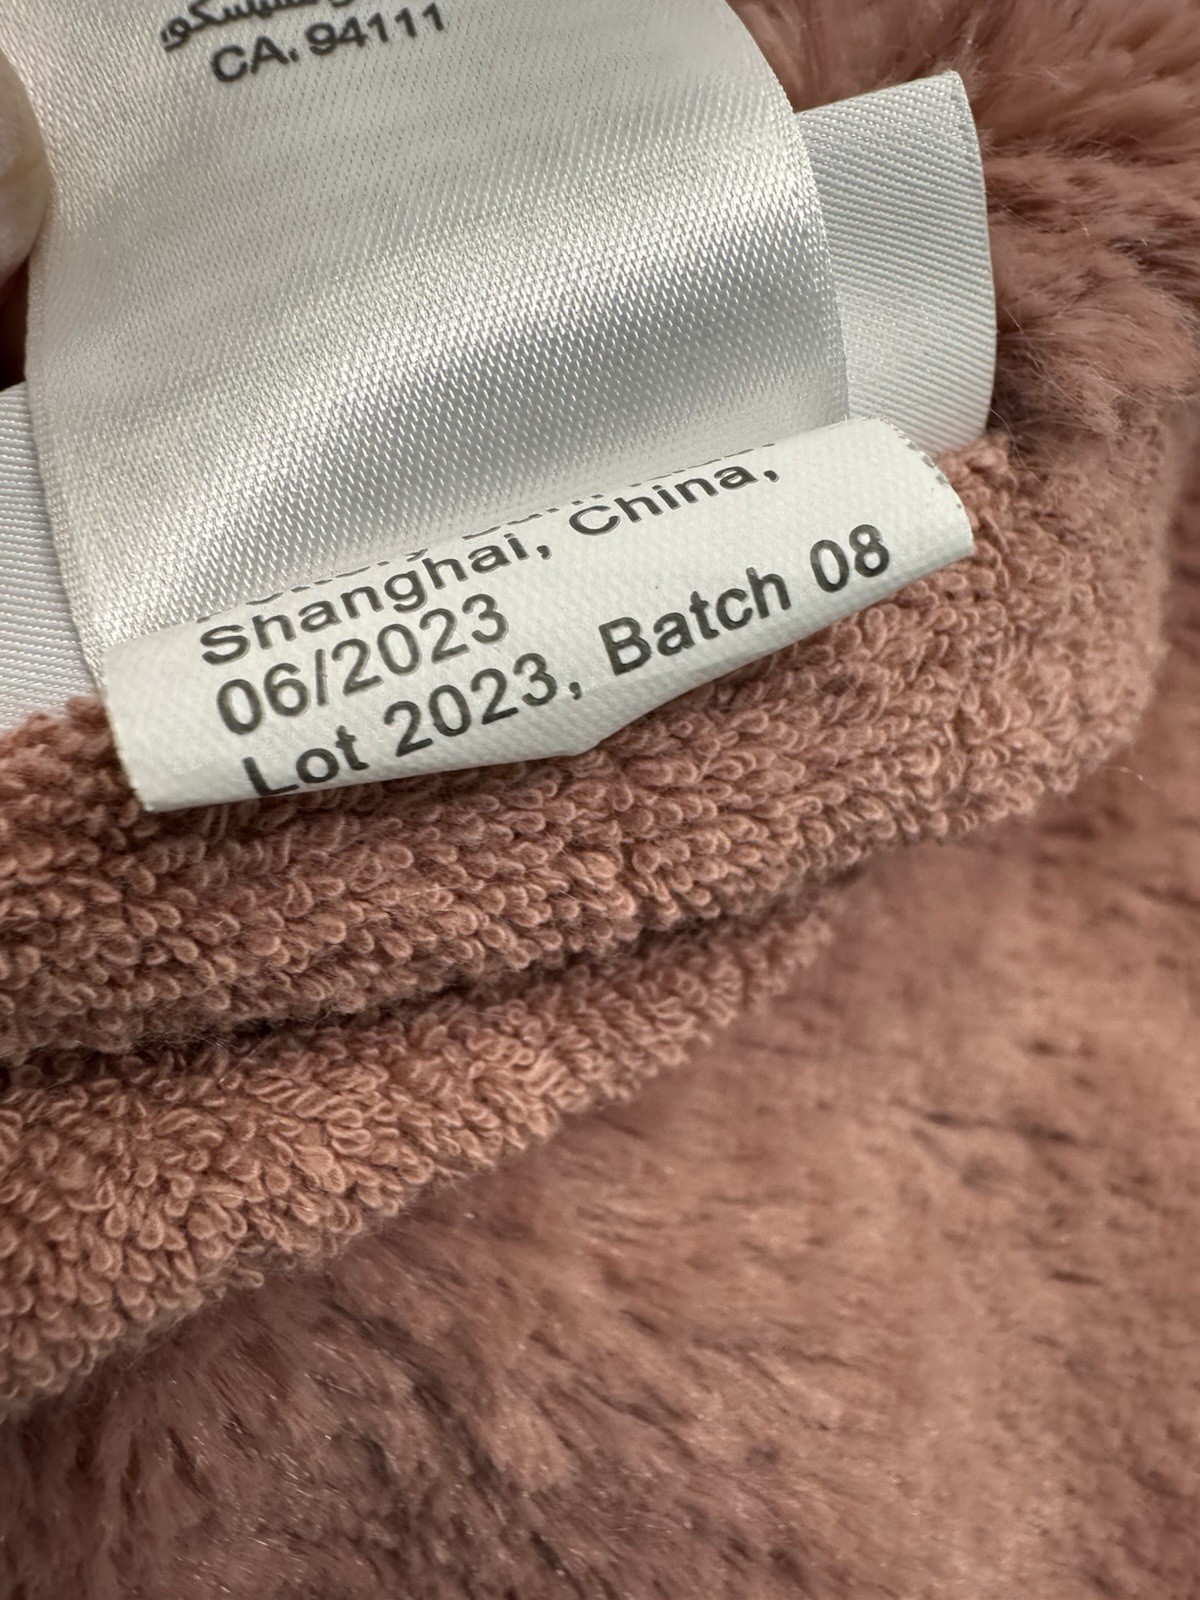 CA، 94111
Shanghai, China,
06/2023
Lot 2023, Batch 08